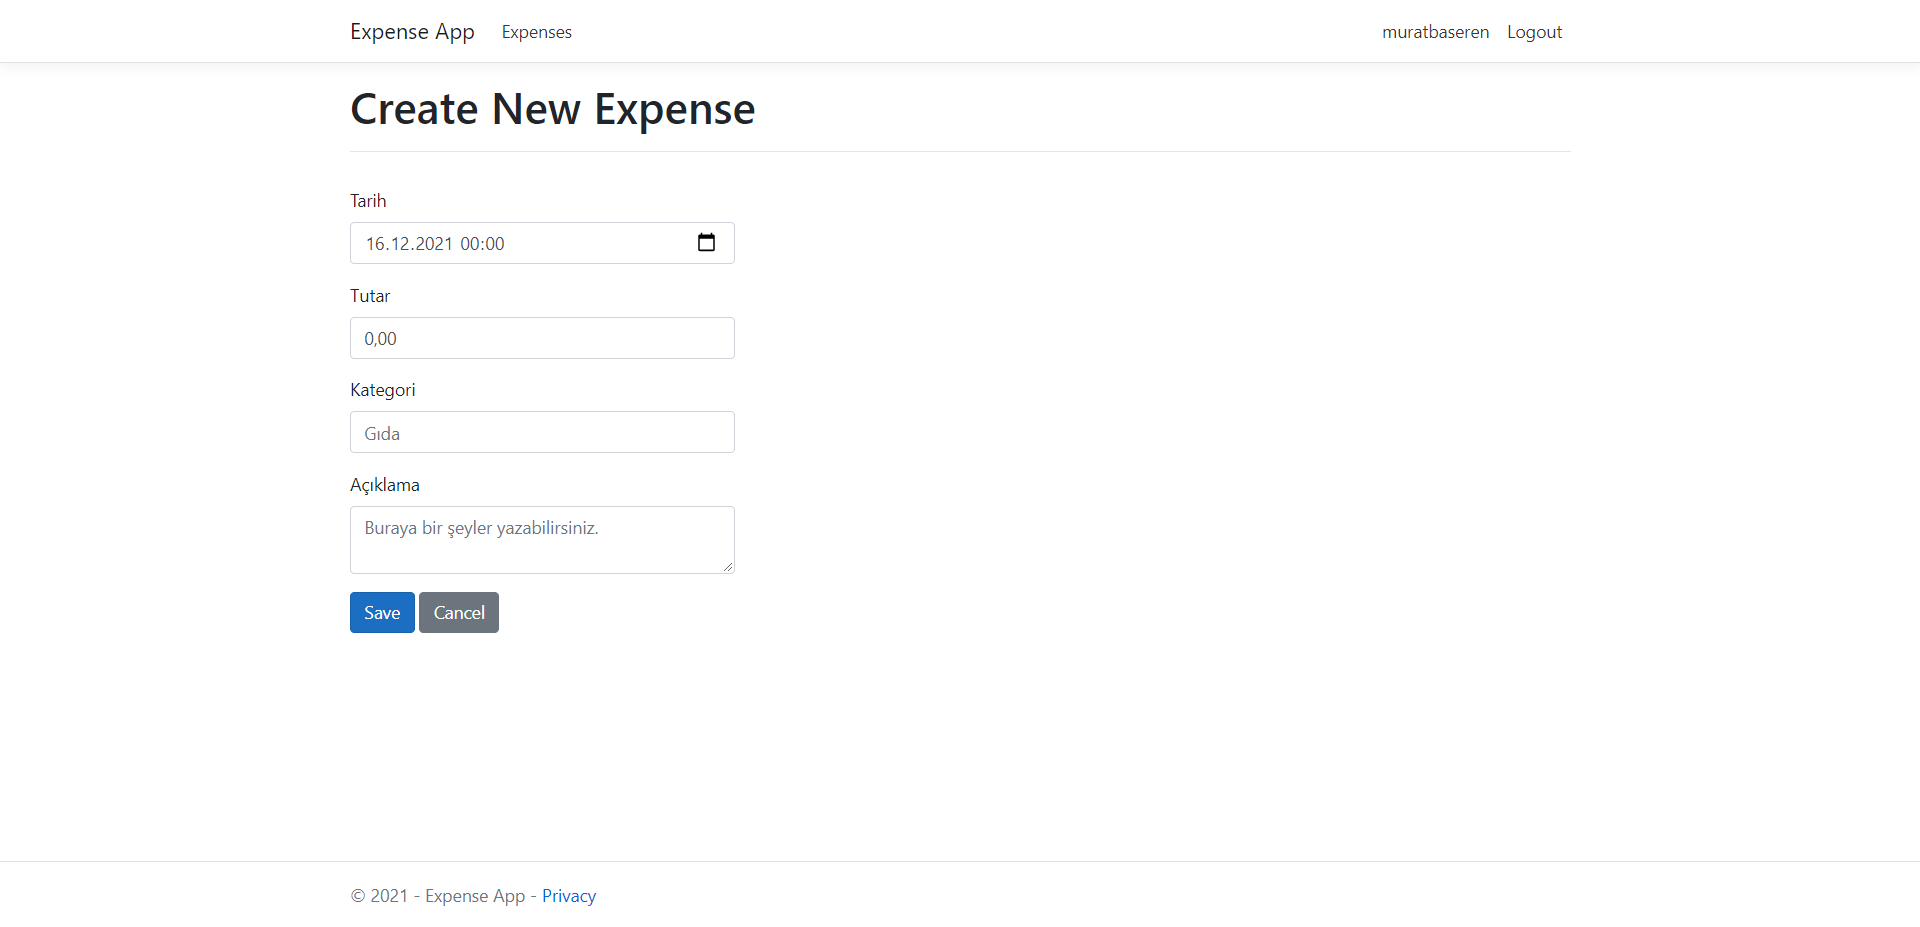 Expense App Expenses muratbaseren Logout
Create New Expense
Tarih
16.12.2021 00:00
Tutar
0,00
Kategori
Gıda
Açıklama
Buraya bir şeyler yazabilirsiniz.
Save Cancel
© 2021 - Expense App - Privacy